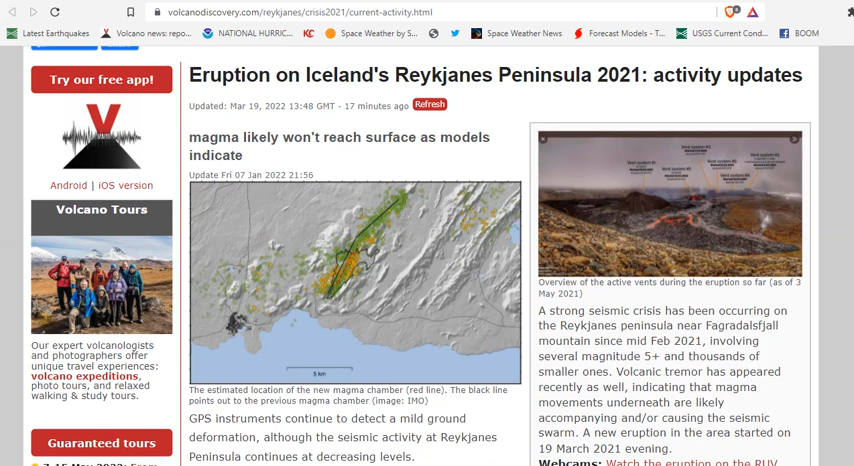 volcanodiscovery.com/reykjanes/crisis2021/current-activity.html
8
Latest Earthquakes
Volcano news: repo...
NATIONAL HURRIC...
KC
Space Weather by S...
Space Weather News
Forecast Models - T...
USGS Current Cond...
BOOM
Try our free app!
Android | iOS version
Volcano Tours
Our expert volcanologists
and photographers offer
unique travel experiences:
volcano expeditions,
photo tours, and relaxed
walking & study tours.
Guaranteed tours
Eruption on Iceland's Reykjanes Peninsula 2021: activity updates
Updated: Mar 19, 2022 13:48 GMT - 17 minutes ago Refresh
magma likely won't reach surface as models
indicate
Update Fri 07 Jan 2022 21:56
5 km
The estimated location of the new magma chamber (red line). The black line
points out to the previous magma chamber (image: IMO)
GPS instruments continue to detect a mild ground
deformation, although the seismic activity at Reykjanes
Peninsula continues at decreasing levels.
Overview of the active vents during the eruption so far (as of 3
May 2021)
A strong seismic crisis has been occurring on
the Reykjanes peninsula near Fagradalsfjall
mountain since mid Feb 2021, involving
several magnitude 5+ and thousands of
smaller ones. Volcanic tremor has appeared
recently as well, indicating that magma
movements underneath are likely
accompanying and/or causing the seismic
swarm. A new eruption in the area started on
19 March 2021 evening.
Webcams: Watch the eruption on the RUV